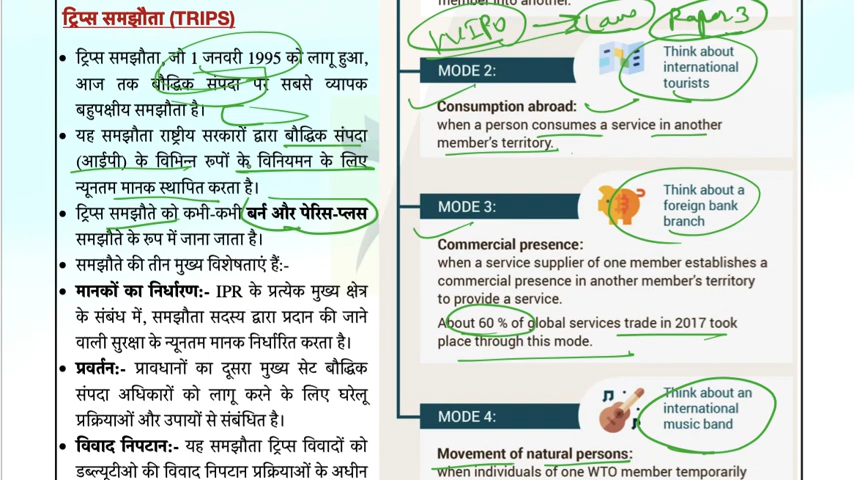 ट्रिप्स समझौता (TRIPS)
• ट्रिप्स समझौता, जो 1 जनवरी 1995 को लागू हुआ,
आज तक बौद्धिक संपदा पर सबसे व्यापक
बहुपक्षीय समझौता है।
• यह समझौता राष्ट्रीय सरकारों द्वारा बौद्धिक संपदा
(आईपी) के विभिन्न रूपों के विनियमन के लिए
न्यूनतम मानक स्थापित करता है।
• ट्रिप्स समझौते को कभी-कभी बर्न और पेरिस-प्लस
समझौते के रूप में जाना जाता है।
• समझौते की तीन मुख्य विशेषताएं हैं:-
• मानकों का निर्धारण:- IPR के प्रत्येक मुख्य क्षेत्र
के संबंध में, समझौता सदस्य द्वारा प्रदान की जाने
वाली सुरक्षा के न्यूनतम मानक निर्धारित करता है।
• प्रवर्तन:- प्रावधानों का दूसरा मुख्य सेट बौद्धिक
संपदा अधिकारों को लागू करने के लिए घरेलू
प्रक्रियाओं और उपायों से संबंधित है।
• विवाद निपटान:- यह समझौता ट्रिप्स विवादों को
डब्ल्यूटीओ की विवाद निपटान प्रक्रियाओं के अधीन
member into another.
WIPO Laws Paper 3
MODE 2:
Think about
international
tourists
Consumption abroad:
when a person consumes a service in another
member's territory.
MODE 3:
Think about a
foreign bank
branch
Commercial presence:
when a service supplier of one member establishes a
commercial presence in another member's territory
to provide a service.
About 60 % of global services trade in 2017 took
place through this mode.
MODE 4:
Think about an
international
music band
Movement of natural persons:
when individuals of one WTO member temporarily